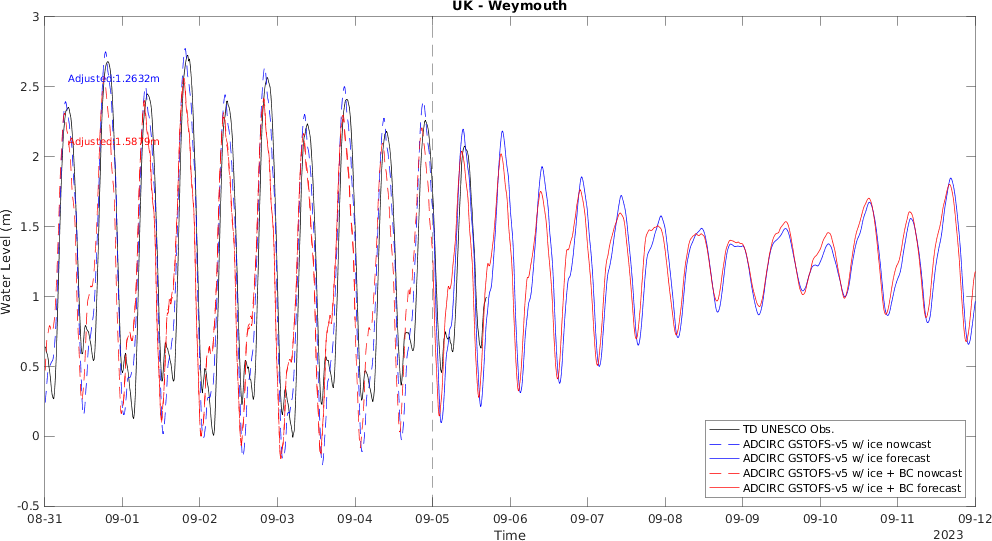 UK - Weymouth
3
2.5
2
1.5
1
0.5
0
-0.5
Water Level (m)
Adjusted:1.2632m
Adjusted:1.5879m
TD UNESCO Obs.
ADCIRC GSTOFS-v5 w/ ice nowcast
ADCIRC GSTOFS-v5 w/ ice forecast
ADCIRC GSTOFS-v5 w/ ice + BC nowcast
ADCIRC GSTOFS-v5 w/ ice + BC forecast
08-31 09-01 09-02 09-03 09-04 09-05 09-06 09-07 09-08 09-09 09-10 09-11 09-12
Time
2023